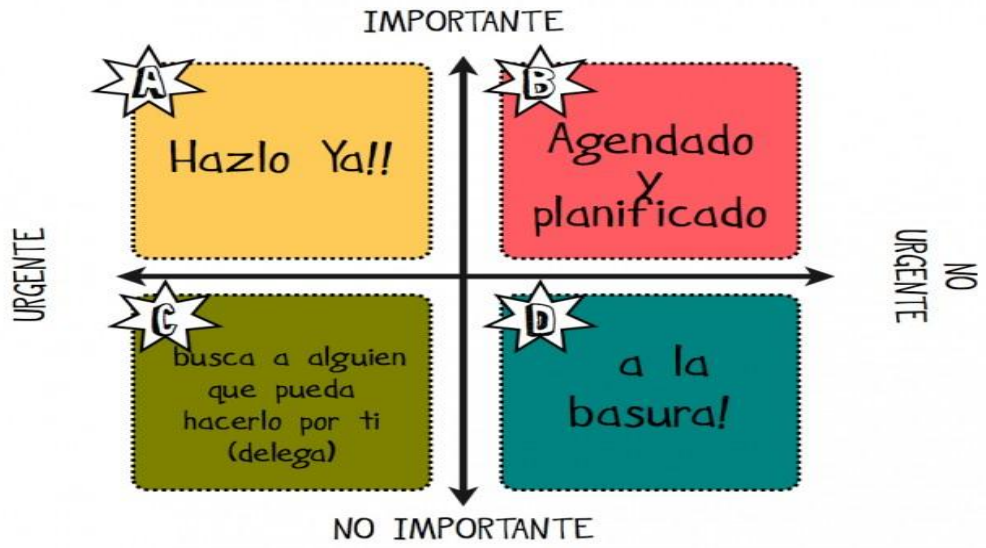 IMPORTANTE
A
Hazlo Ya!!
B
Agendado
y
planificado
URGENTE
NO
URGENTE
C
busca a alguien
que pueda
hacerlo por ti
(delega)
D
a la
basura!
NO IMPORTANTE